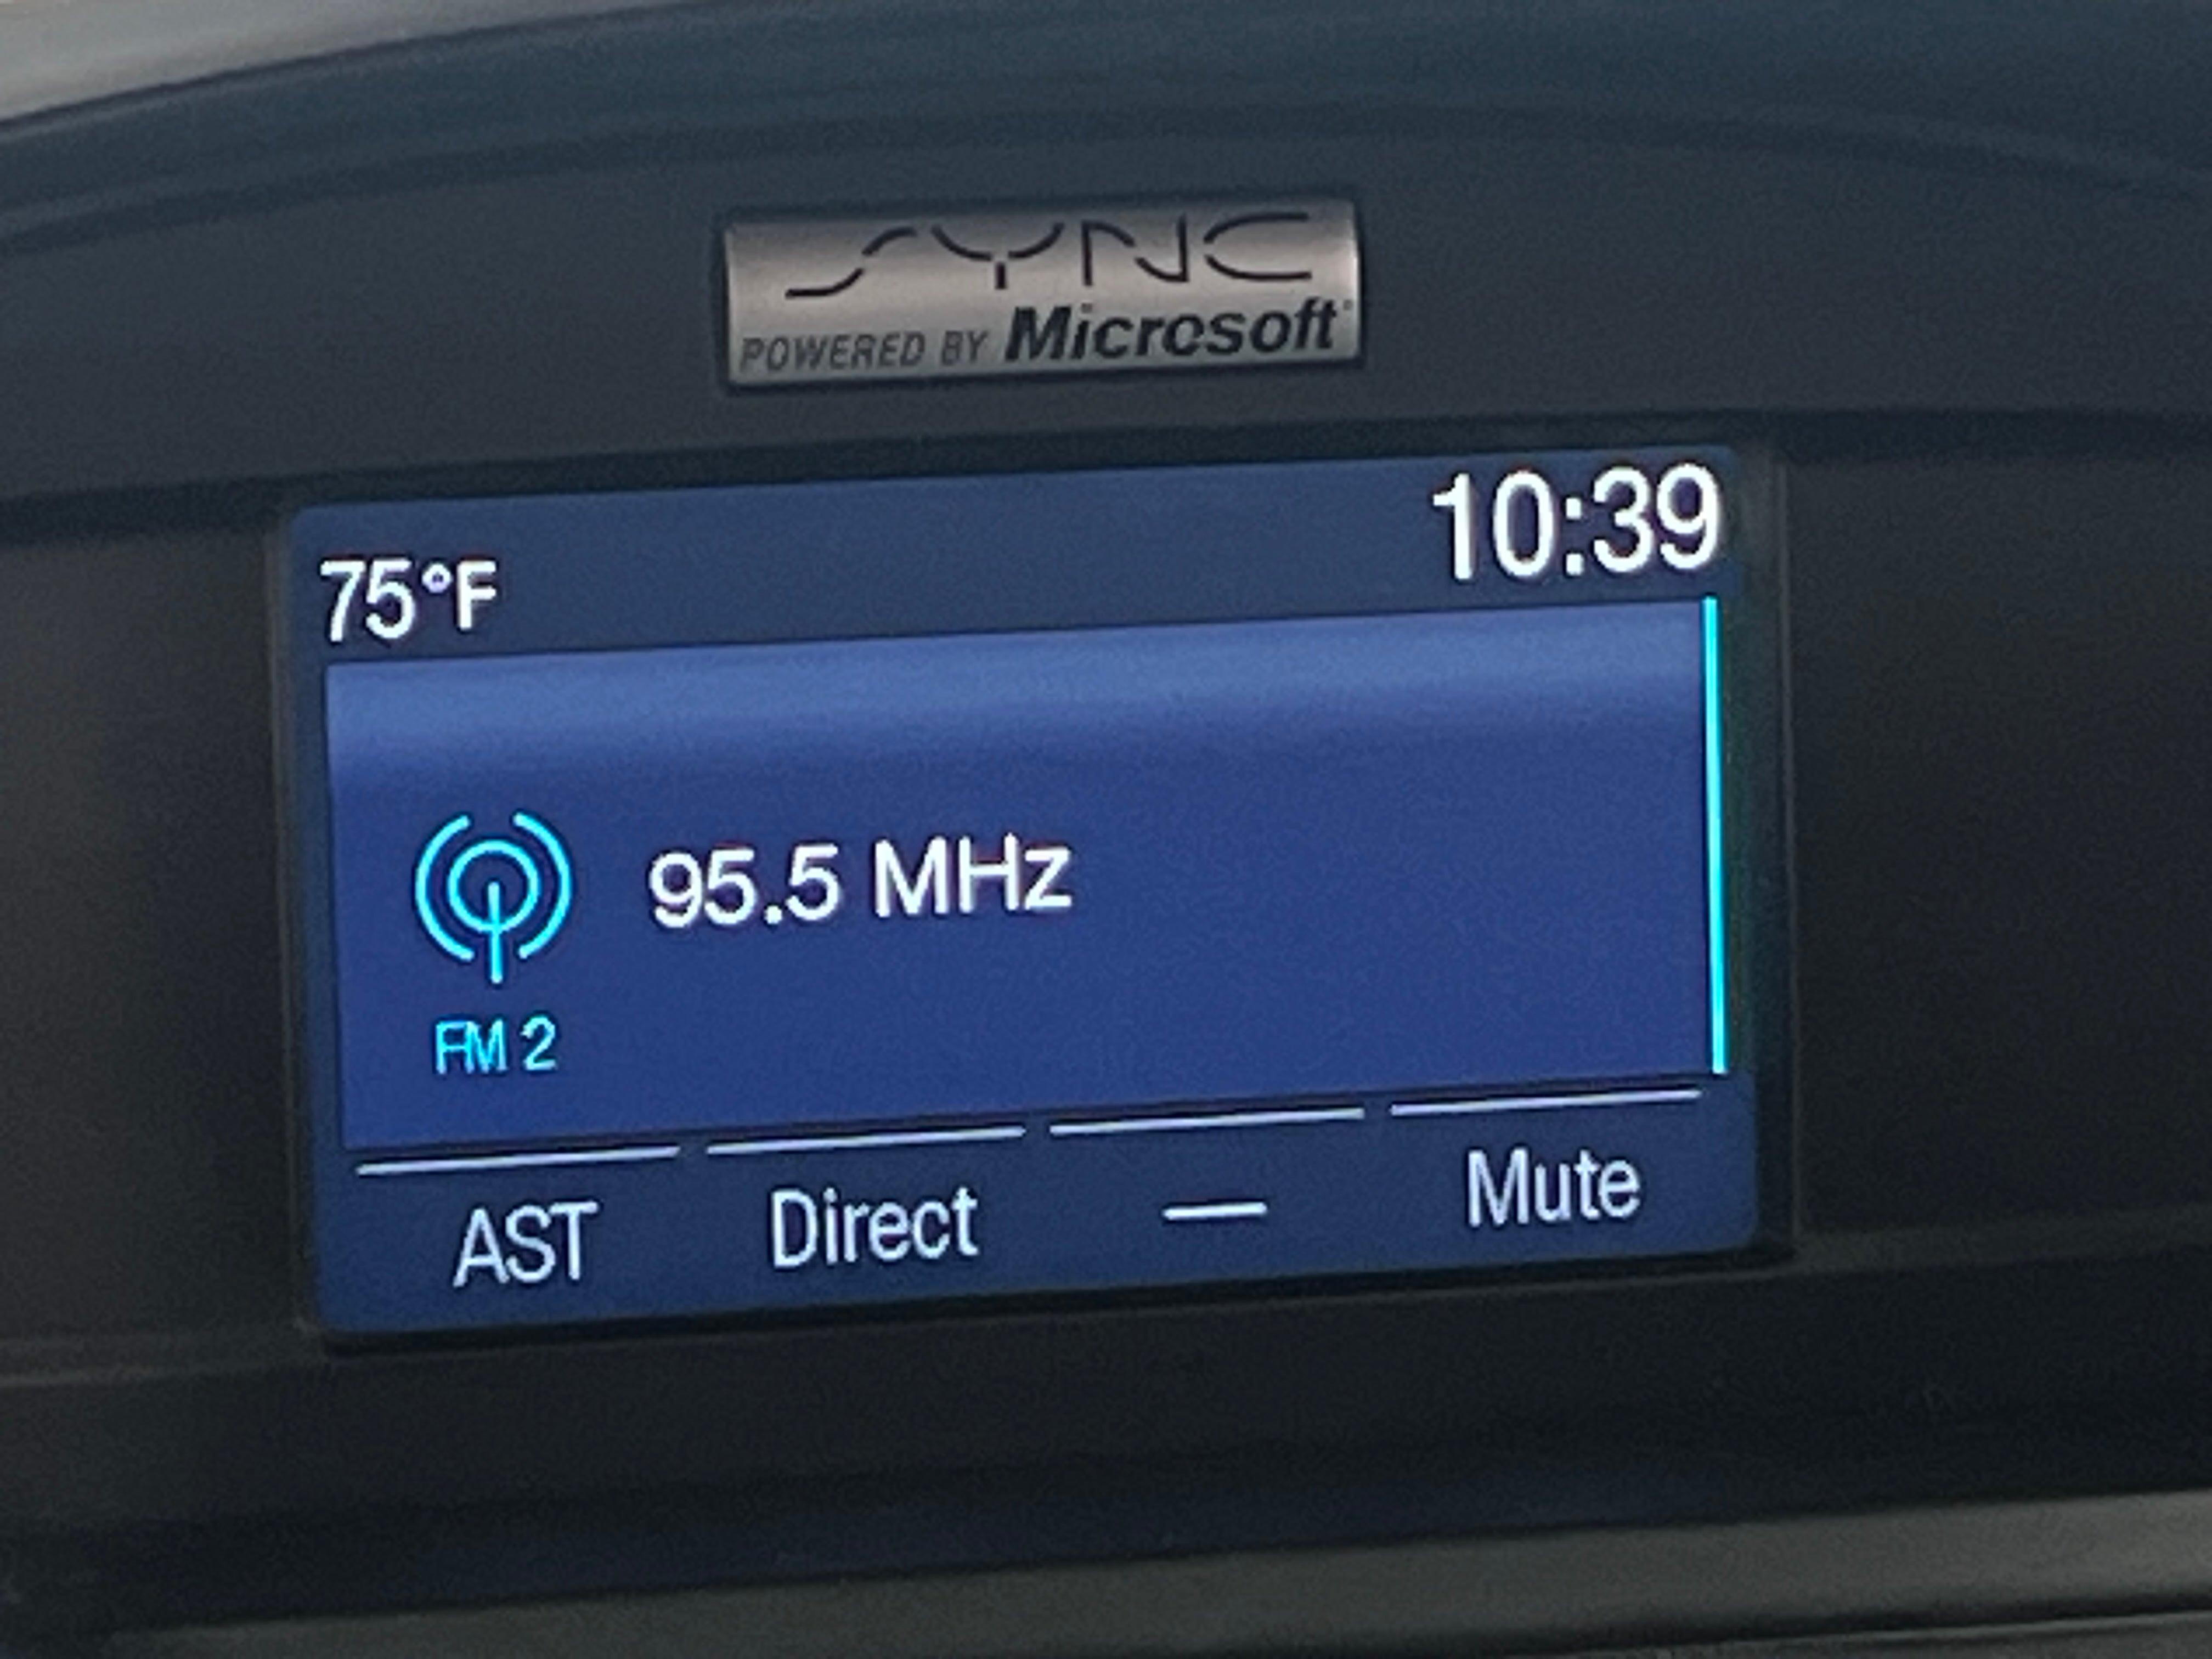 SYNC
POWERED BY Microsoft
10:39
75°F
95.5 MHz
FM 2
AST Direct — Mute